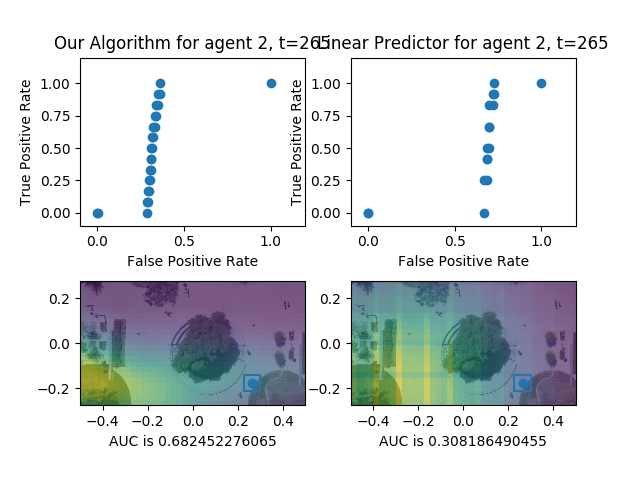 Our Algorithm for agent 2, t=265
Linear Predictor for agent 2, t=265
True Positive Rate
1.00
0.75
0.50
0.25
0.00
0.0 0.5 1.0
False Positive Rate
True Positive Rate
1.00
0.75
0.50
0.25
0.00
0.0 0.5 1.0
False Positive Rate
0.2
0.0
−0.2
−0.4 −0.2 0.0 0.2 0.4
AUC is 0.682452276065
0.2
0.0
−0.2
−0.4 −0.2 0.0 0.2 0.4
AUC is 0.308186490455